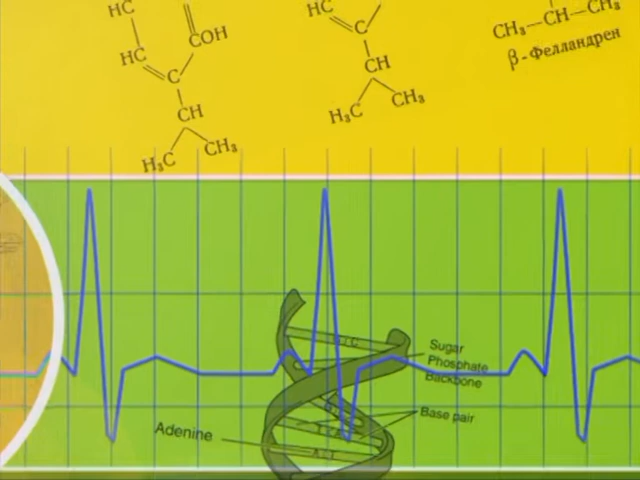 HC
HC
COH
C
CH
H₃C
CH₃
HC
C
CH
H₃C
CH₃
CH₃—CH—CH₃
β-Фелландрен
Sugar
Phosphate
Backbone
Base pair
Adenine